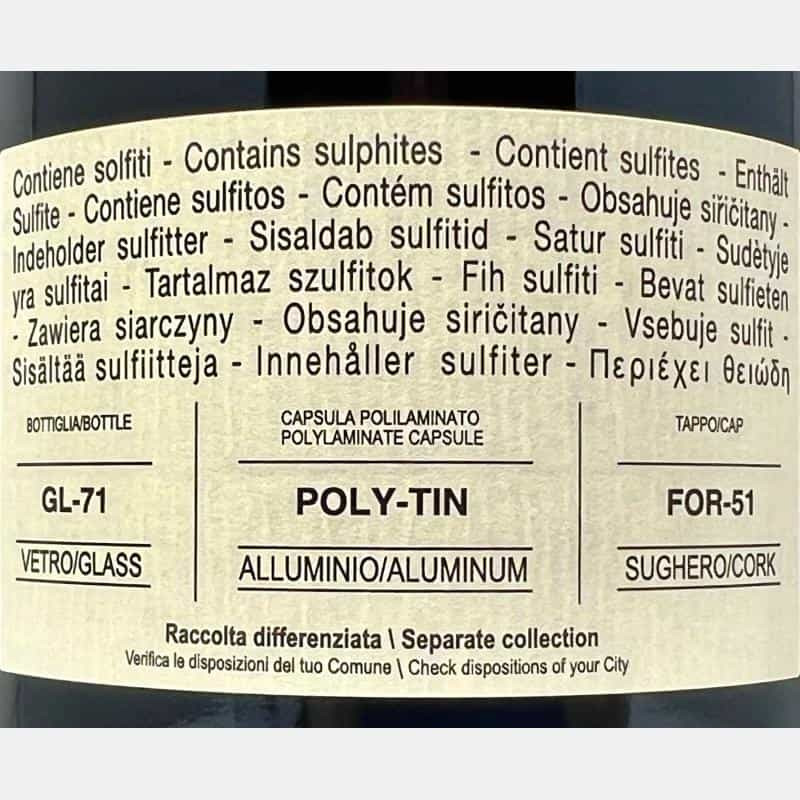 Contiene solfiti - Contains sulphites - Contient sulfites - Enthält
Sulfite - Contiene sulfitos - Contém sulfitos - Obsahuje siřičitany -
Indeholder sulfitter - Sisaldab sulfitid - Satur sulfiti - Sudètyje
yra sulfitai - Tartalmaz szulfitok - Fih sulfiti - Bevat sulfieten
- Zawiera siarczyny - Obsahuje siričitany - Vsebuje sulfit -
Sisältää sulfiitteja - Innehåller sulfiter - Περιέχει θειώδη
BOTTIGLIA/BOTTLE
GL-71
VETRO/GLASS
CAPSULA POLILAMINATO
POLYLAMINATE CAPSULE
POLY-TIN
ALLUMINIO/ALUMINUM
TAPPO/CAP
FOR-51
SUGHERO/CORK
Raccolta differenziata \ Separate collection
Verifica le disposizioni del tuo Comune \ Check dispositions of your City